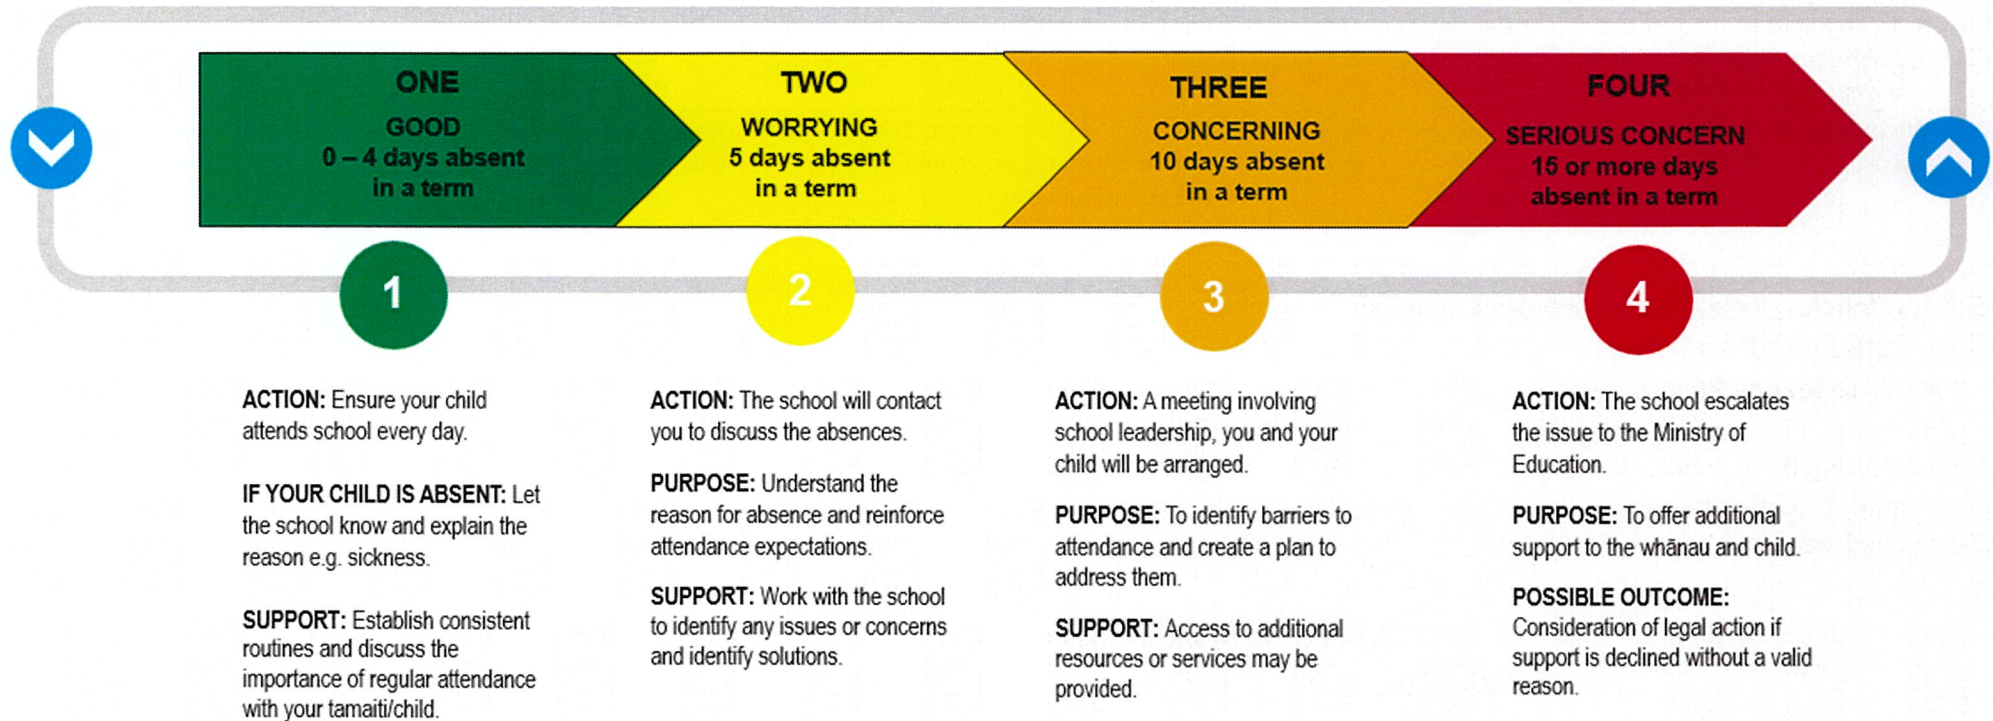 ONE
GOOD
0 – 4 days absent
in a term
TWO
WORRYING
5 days absent
in a term
THREE
CONCERNING
10 days absent
in a term
FOUR
SERIOUS CONCERN
15 or more days
absent in a term
1
2
3
4
ACTION: Ensure your child
attends school every day.
IF YOUR CHILD IS ABSENT: Let
the school know and explain the
reason e.g. sickness.
SUPPORT: Establish consistent
routines and discuss the
importance of regular attendance
with your tamaiti/child.
ACTION: The school will contact
you to discuss the absences.
PURPOSE: Understand the
reason for absence and reinforce
attendance expectations.
SUPPORT: Work with the school
to identify any issues or concerns
and identify solutions.
ACTION: A meeting involving
school leadership, you and your
child will be arranged.
PURPOSE: To identify barriers to
attendance and create a plan to
address them.
SUPPORT: Access to additional
resources or services may be
provided.
ACTION: The school escalates
the issue to the Ministry of
Education.
PURPOSE: To offer additional
support to the whānau and child.
POSSIBLE OUTCOME:
Consideration of legal action if
support is declined without a valid
reason.